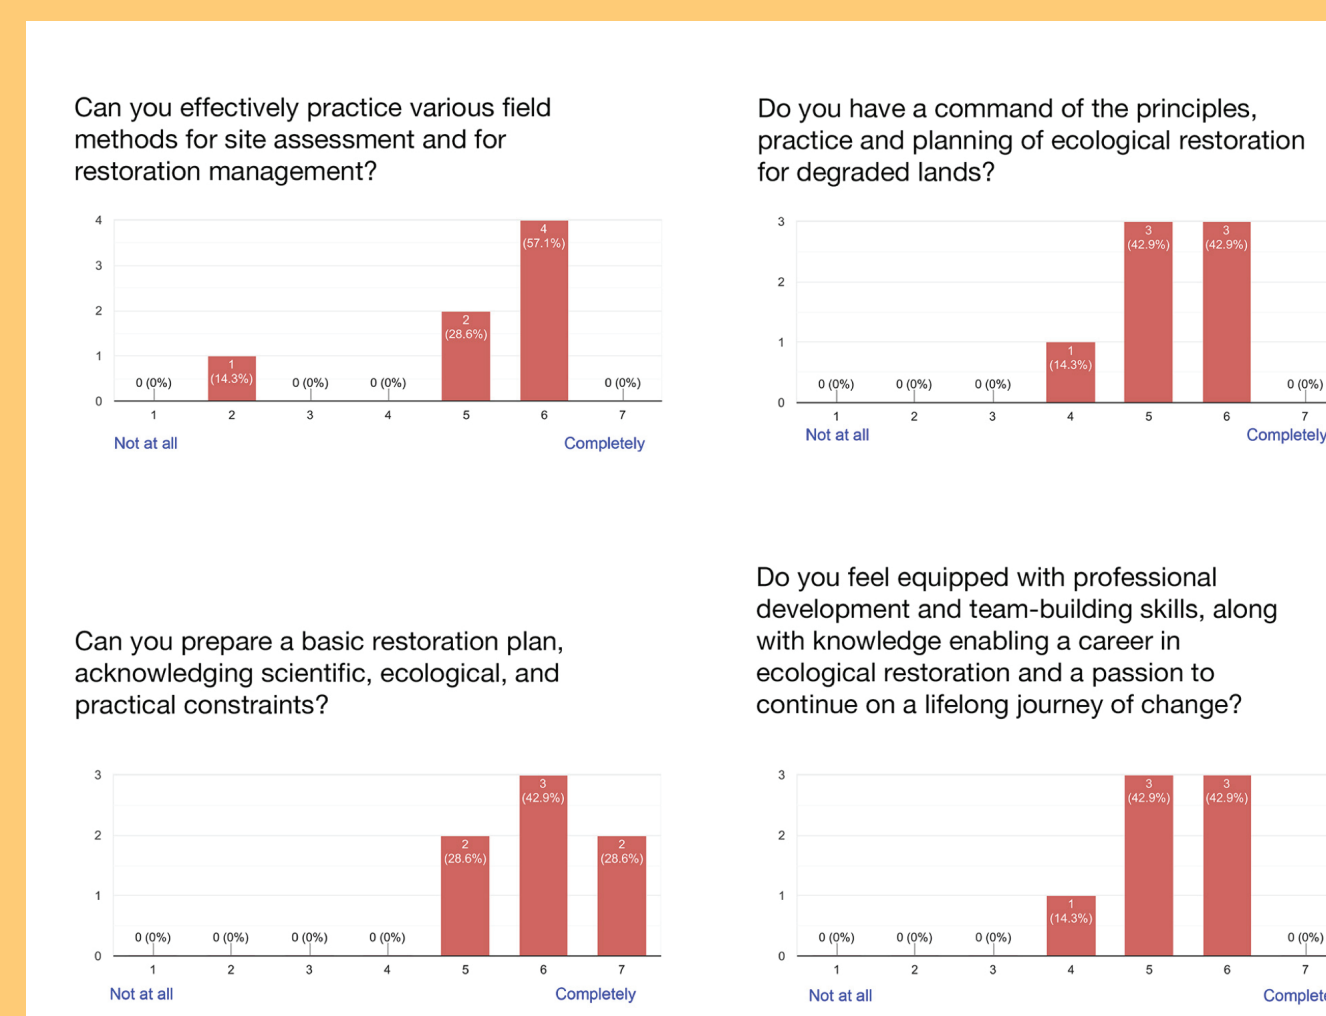 Can you effectively practice various field
methods for site assessment and for
restoration management?
4
3
2
1
0
0 (0%)
1
(14.3%)
0 (0%)
0 (0%)
2
(28.6%)
4
(57.1%)
0 (0%)
1 2 3 4 5 6 7
Not at all Completely
Do you have a command of the principles,
practice and planning of ecological restoration
for degraded lands?
3
2
1
0
0 (0%)
0 (0%)
0 (0%)
1
(14.3%)
3
(42.9%)
3
(42.9%)
0 (0%)
1 2 3 4 5 6 7
Not at all Completely
Can you prepare a basic restoration plan,
acknowledging scientific, ecological, and
practical constraints?
3
2
1
0
0 (0%)
0 (0%)
0 (0%)
0 (0%)
2
(28.6%)
3
(42.9%)
2
(28.6%)
1 2 3 4 5 6 7
Not at all Completely
Do you feel equipped with professional
development and team-building skills, along
with knowledge enabling a career in
ecological restoration and a passion to
continue on a lifelong journey of change?
3
2
1
0
0 (0%)
0 (0%)
0 (0%)
1
(14.3%)
3
(42.9%)
3
(42.9%)
0 (0%)
1 2 3 4 5 6 7
Not at all Complete